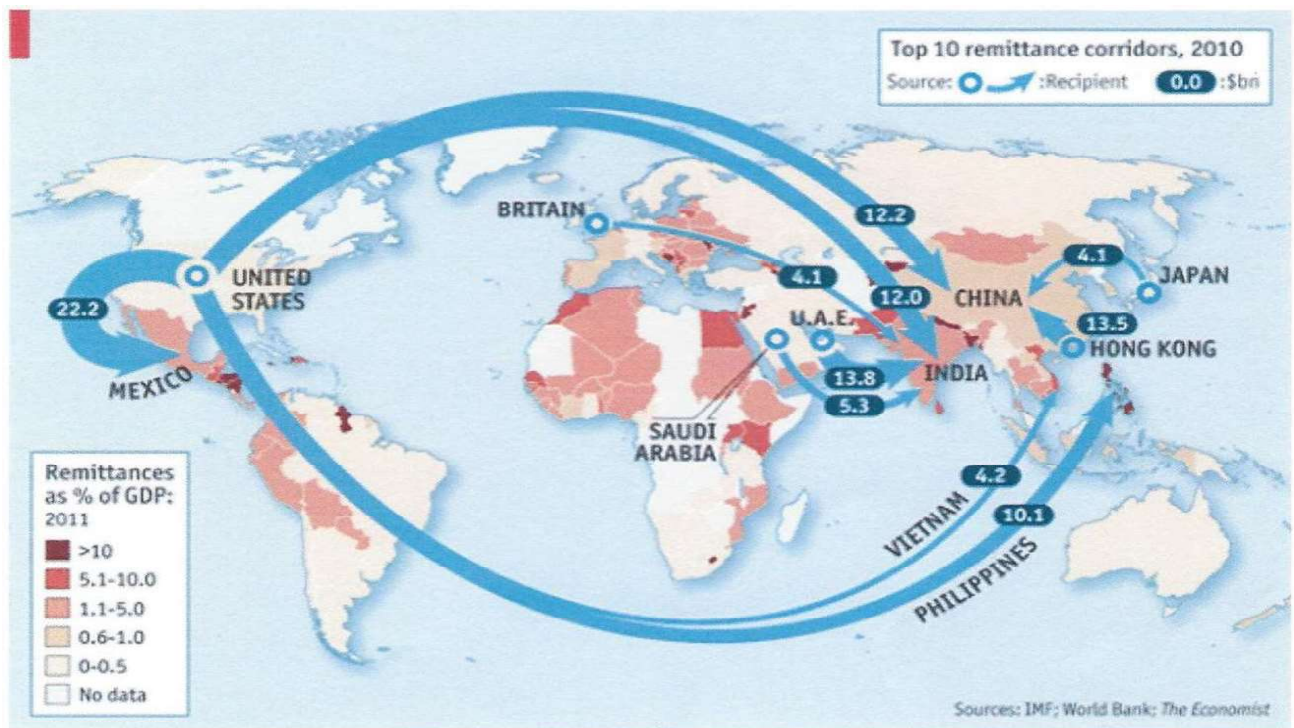 Top 10 remittance corridors, 2010
Source: :Recipient 0.0 :$bn
BRITAIN
12.2
4.1
UNITED
STATES
JAPAN
22.2
4.1
12.0
CHINA
U.A.E.
13.5
HONG KONG
MEXICO
13.8
INDIA
5.3
SAUDI
ARABIA
4.2
10.1
VIETNAM
PHILIPPINES
Remittances
as % of GDP:
2011
>10
5.1-10.0
1.1-5.0
0.6-1.0
0-0.5
No data
Sources: IMF; World Bank; The Economist